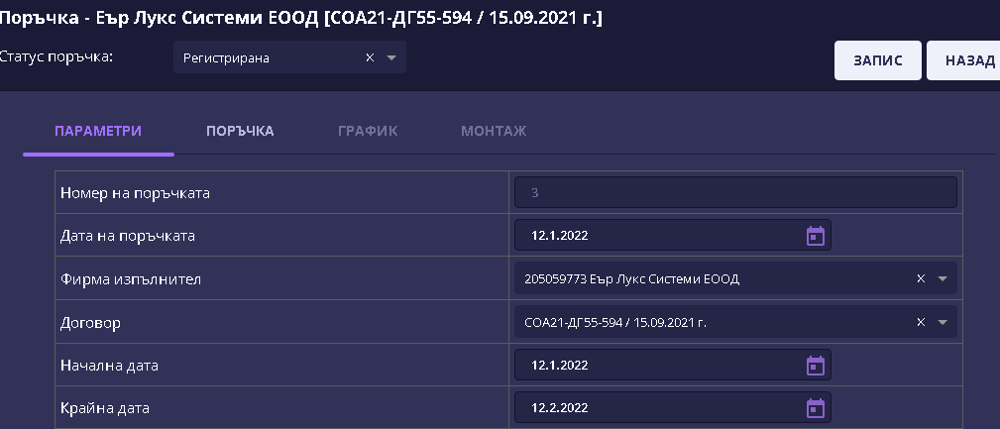 Поръчка - Еър Лукс Системи ЕООД [СОА21-ДГ55-594 / 15.09.2021 г.]
Статус поръчка: Регистрирана ЗАПИС НАЗАД
ПАРАМЕТРИ ПОРЪЧКА ГРАФИК МОНТАЖ
Номер на поръчката 3
Дата на поръчката 12.1.2022
Фирма изпълнител 205059773 Еър Лукс Системи ЕООД
Договор СОА21-ДГ55-594 / 15.09.2021 г.
Начална дата 12.1.2022
Крайна дата 12.2.2022